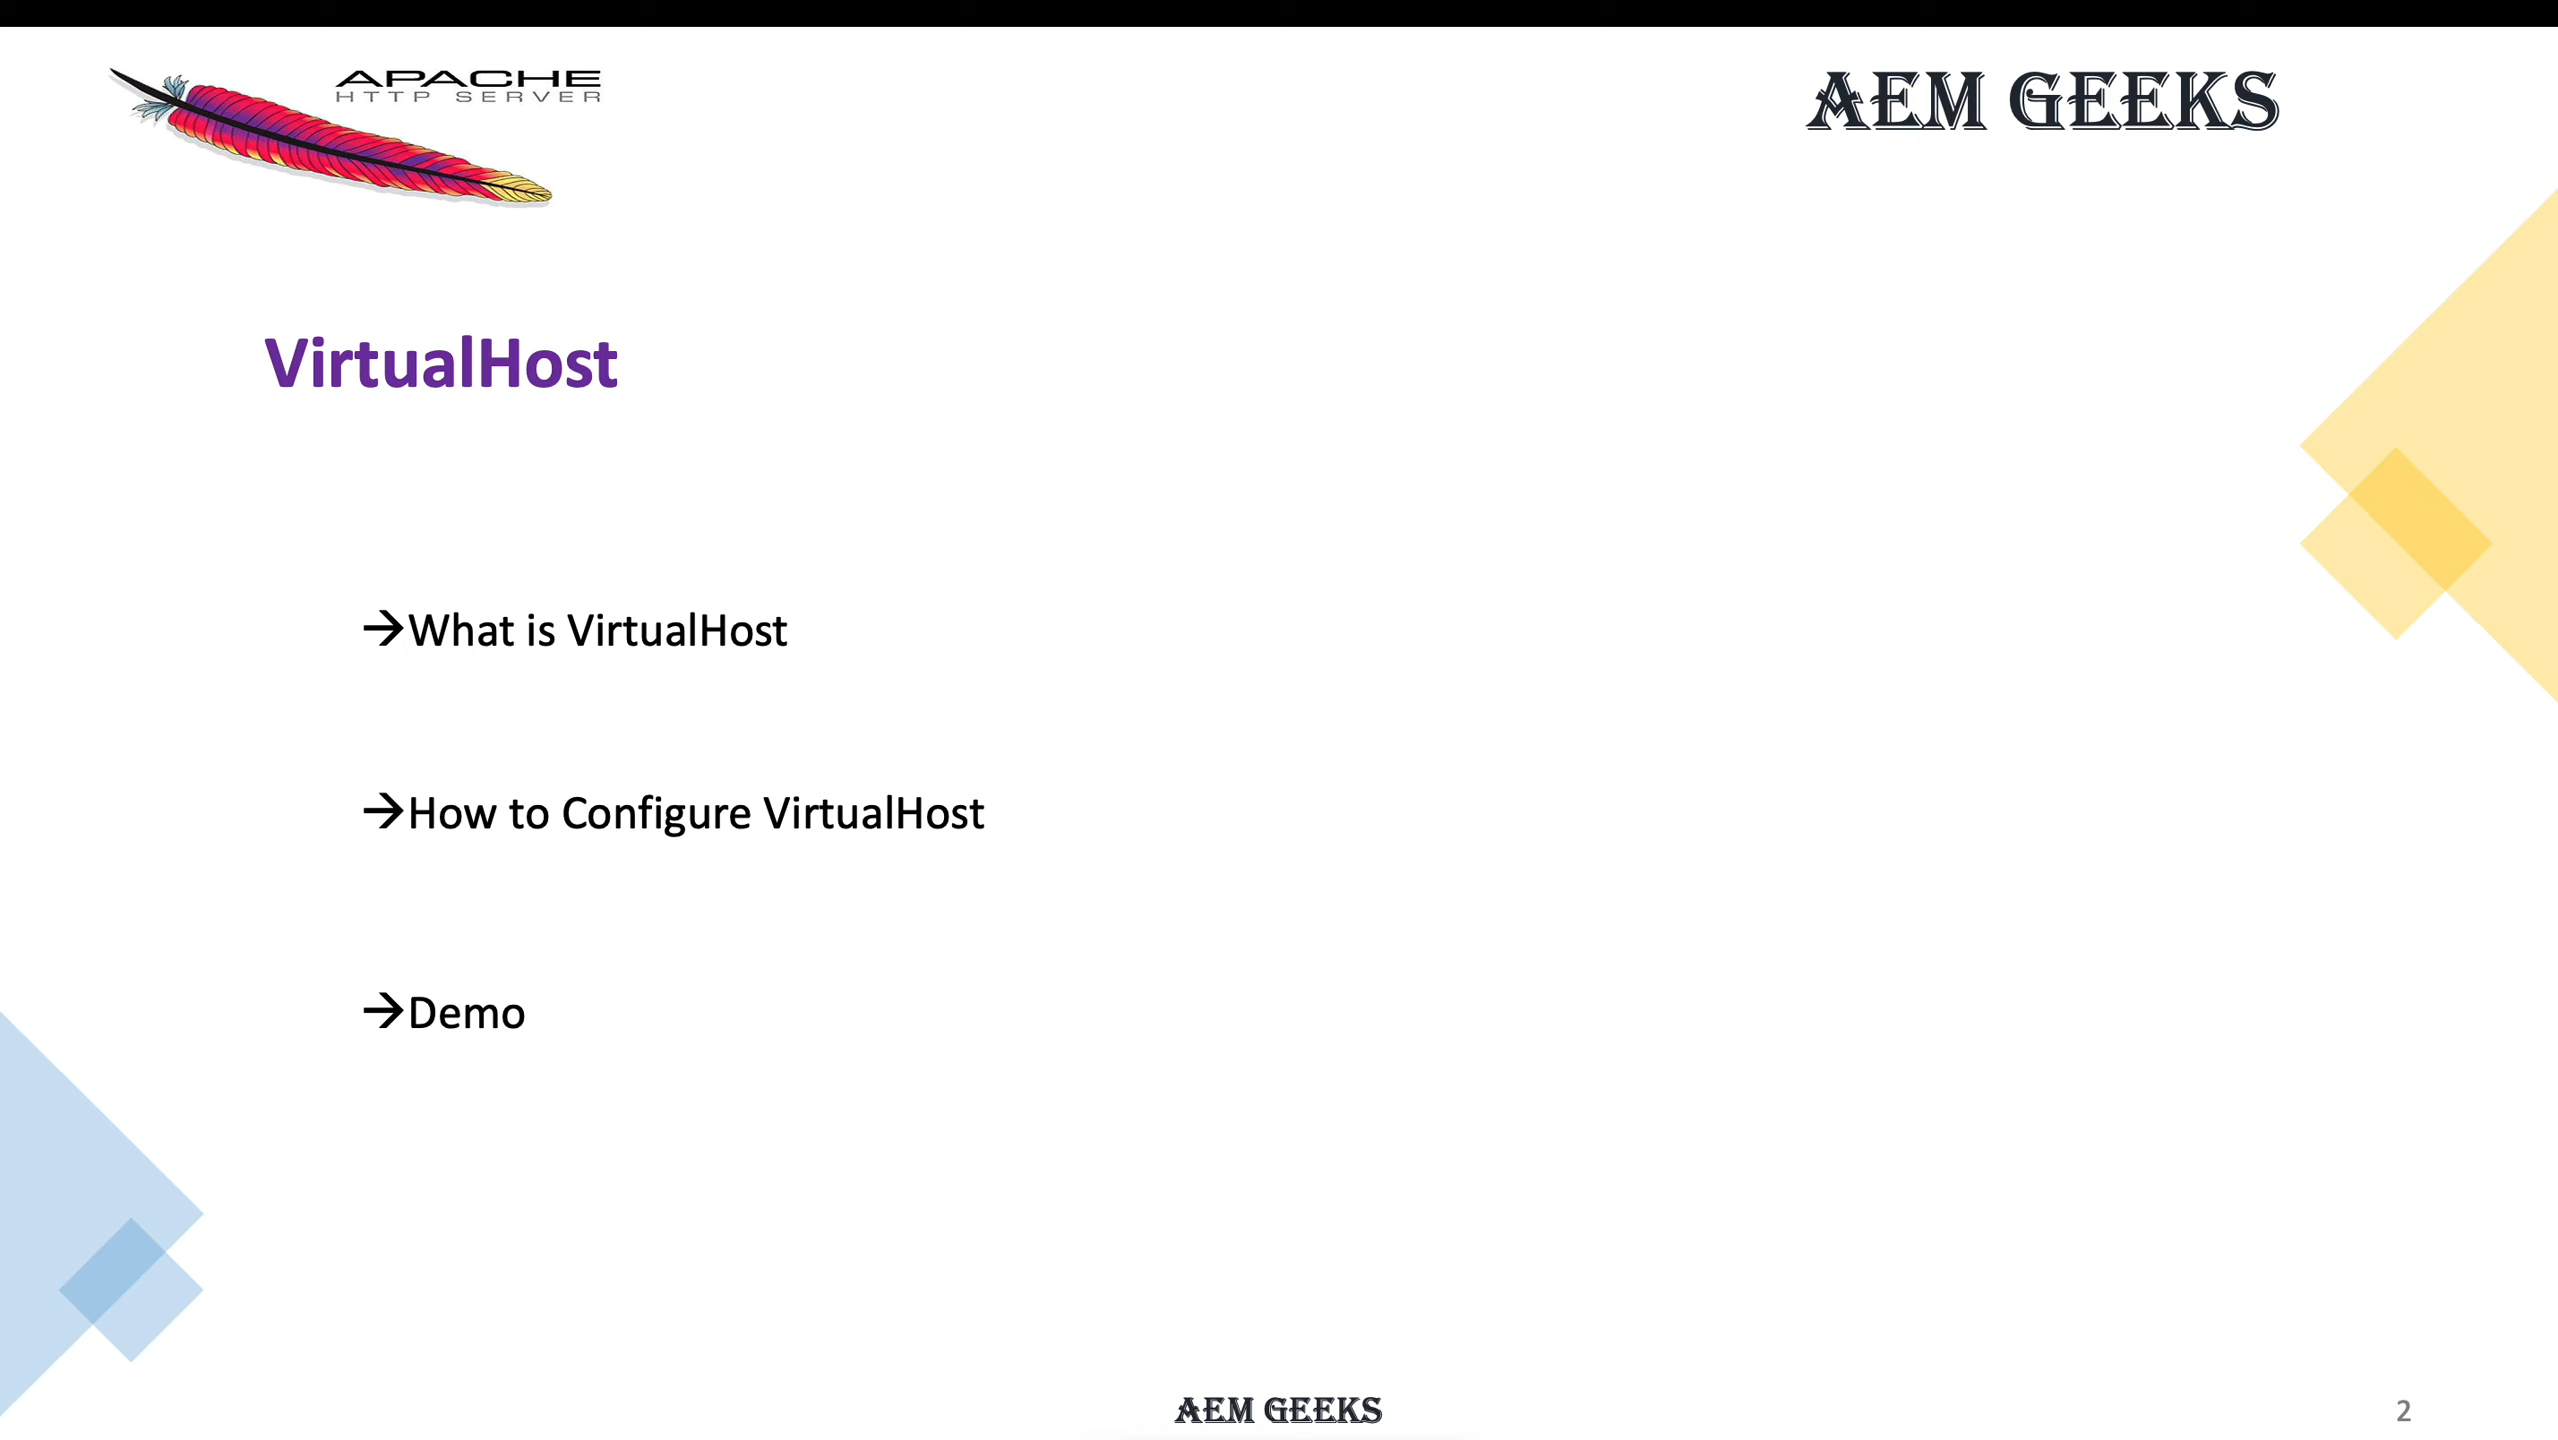 APACHE
HTTP SERVER
AEM GEEKS
VirtualHost
→What is VirtualHost
→How to Configure VirtualHost
→Demo
AEM GEEKS
2